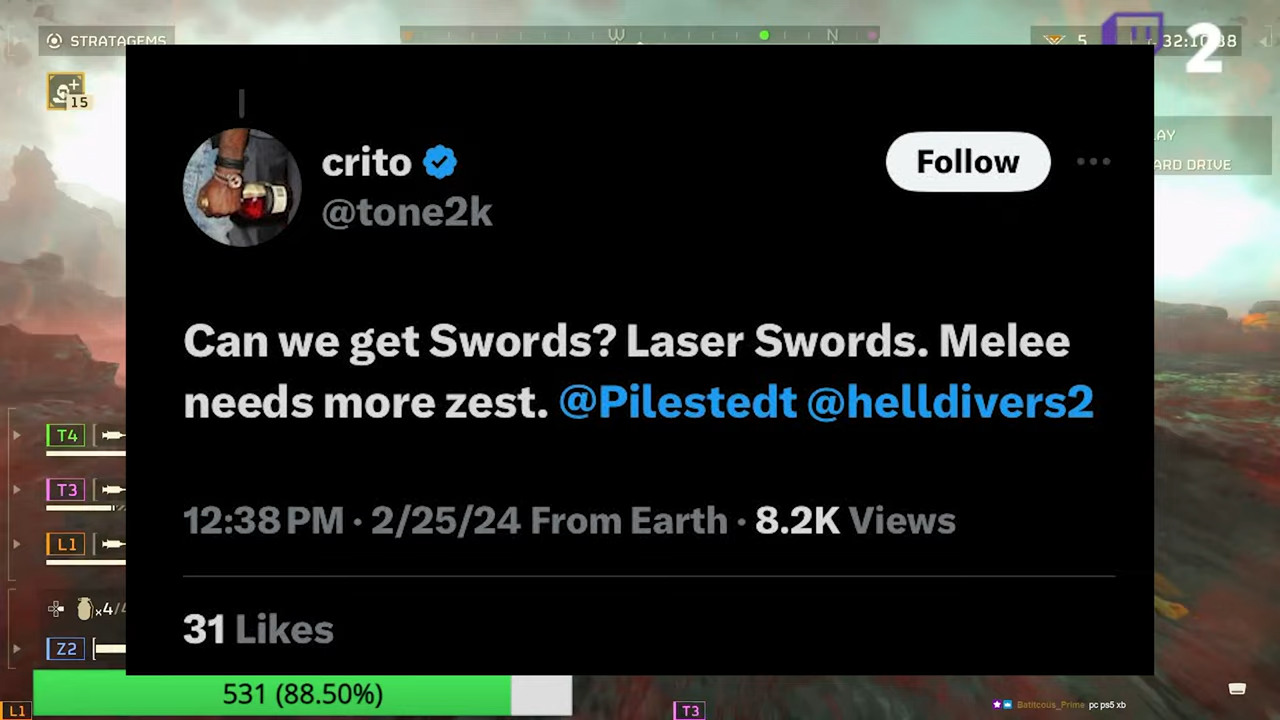 STRATAGEMS
W
N
5
32:10:38
2
15
crito
@tone2k
Follow
Can we get Swords? Laser Swords. Melee
needs more zest. @Pilestedt @helldivers2
12:38 PM · 2/25/24 From Earth · 8.2K Views
31 Likes
AY
ARD DRIVE
T4
T3
L1
x4/4
Z2
531 (88.50%)
L1
T3
Batitcous_Prime pc ps5 xb